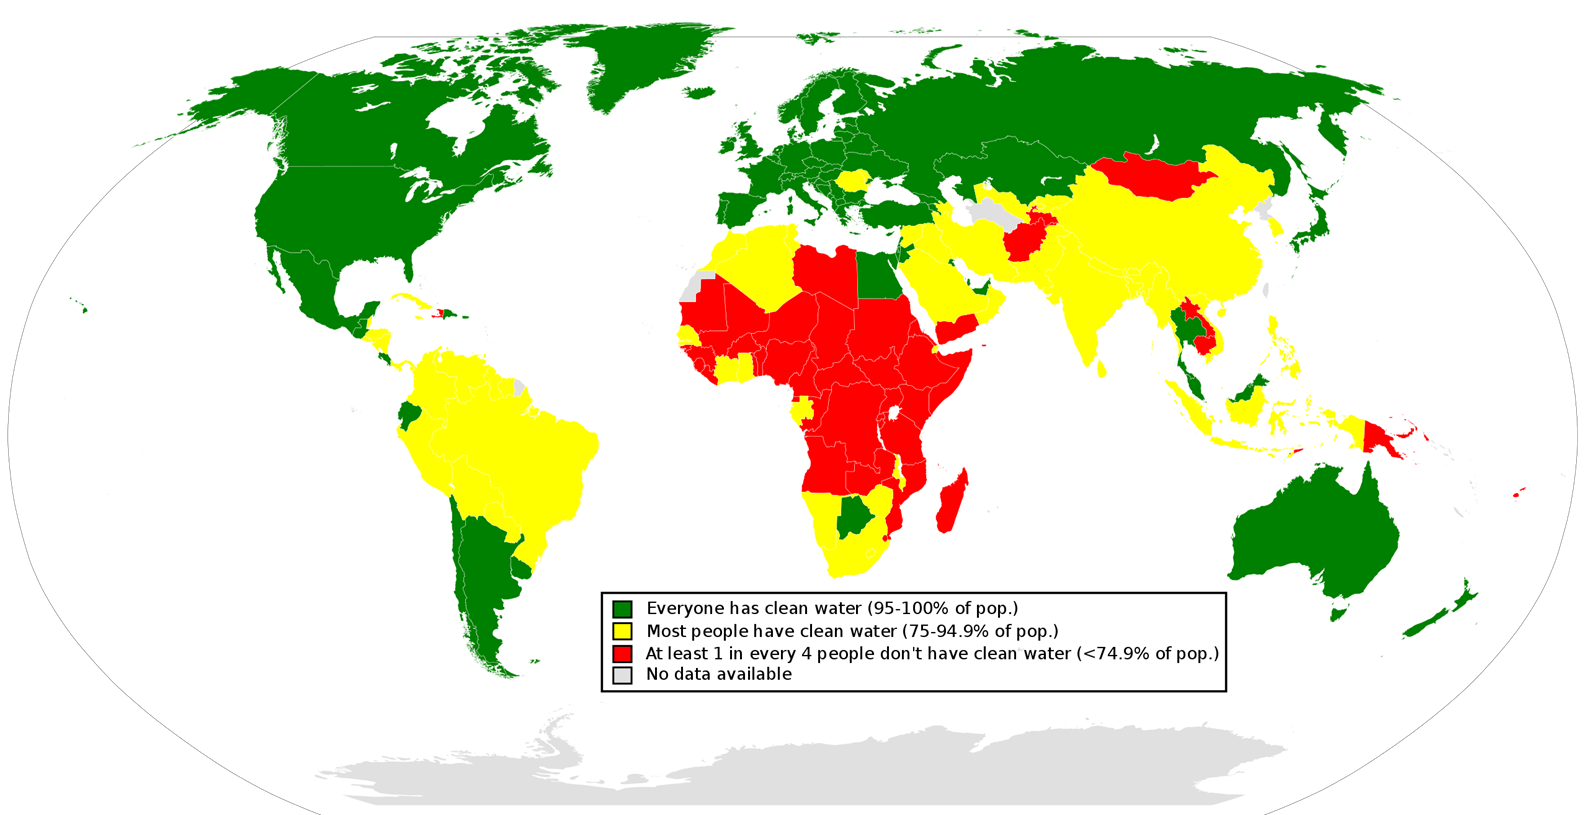 Everyone has clean water (95-100% of pop.)
Most people have clean water (75-94.9% of pop.)
At least 1 in every 4 people don't have clean water (<74.9% of pop.)
No data available